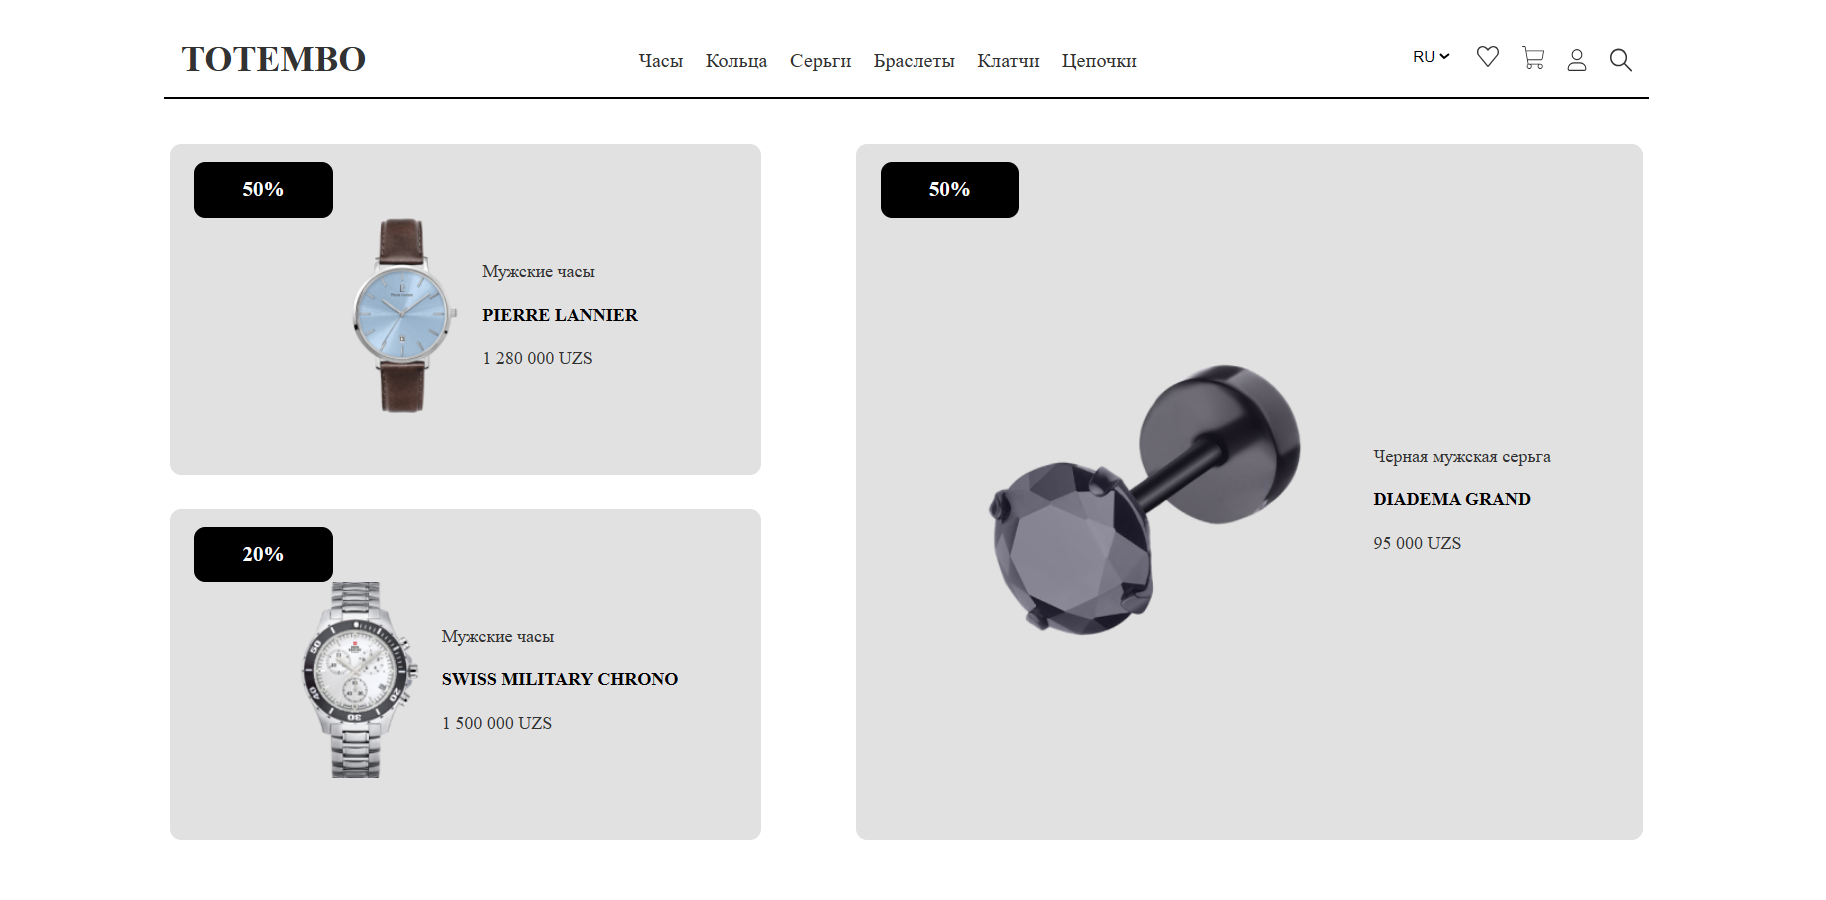 TOTEMBO
Часы Кольца Серьги Браслеты Клатчи Цепочки
RU
50%
Мужские часы
PIERRE LANNIER
1 280 000 UZS
20%
Мужские часы
SWISS MILITARY CHRONO
1 500 000 UZS
50%
Черная мужская серьга
DIADEMA GRAND
95 000 UZS